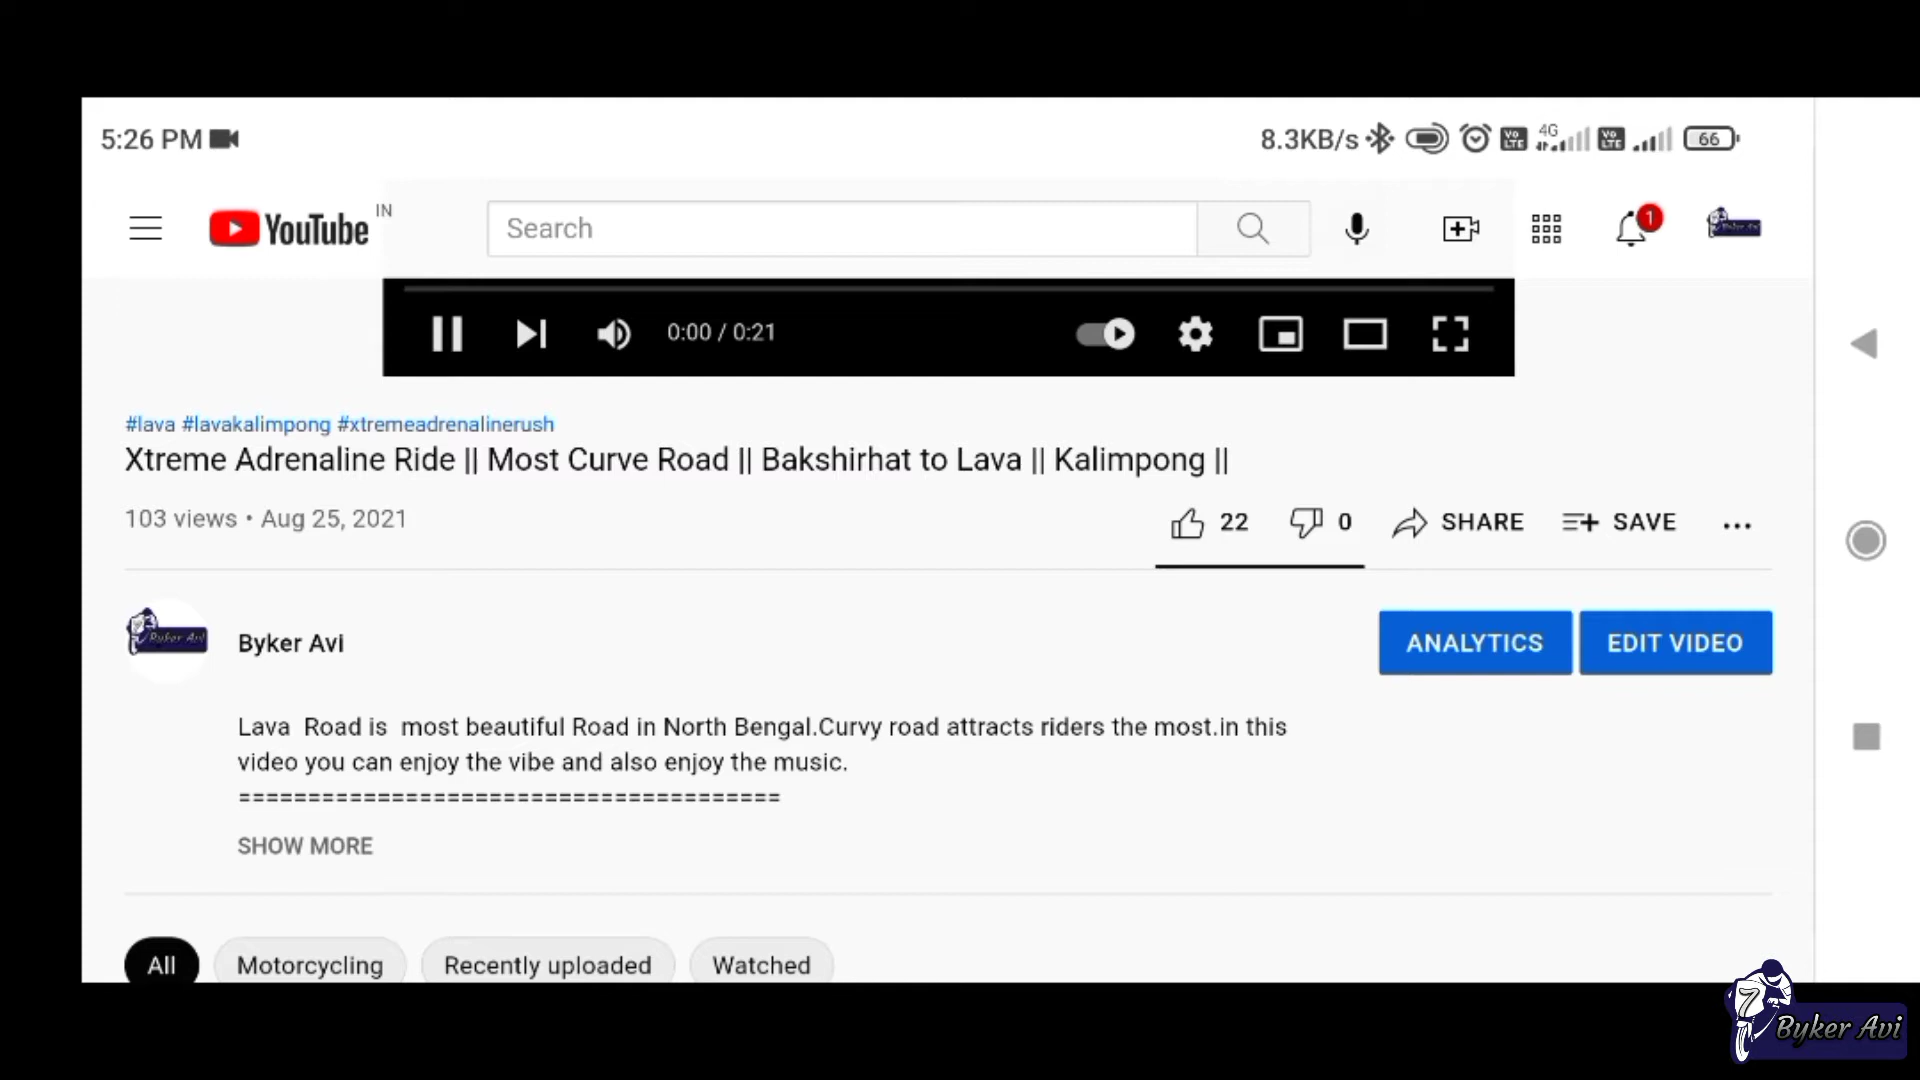 5:26 PM
8.3KB/s
4G
66
YouTube IN
Search
1
0:00 / 0:21
#lava #lavakalimpong #xtremeadrenalinerush
Xtreme Adrenaline Ride || Most Curve Road || Bakshirhat to Lava || Kalimpong ||
103 views • Aug 25, 2021
22
0
SHARE
SAVE
Byker Avi
Byker Avi
ANALYTICS
EDIT VIDEO
Lava  Road is  most beautiful Road in North Bengal.Curvy road attracts riders the most.in this
video you can enjoy the vibe and also enjoy the music.
=======================================
SHOW MORE
All
Motorcycling
Recently uploaded
Watched
7
Byker Avi